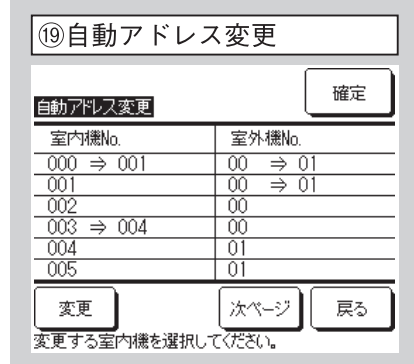 ⑲自動アドレス変更
確定
自動アドレス変更
室内機No. 室外機No.
000 ⇒ 001 00 ⇒ 01
001 00 ⇒ 01
002 00
003 ⇒ 004 00
004 01
005 01
変更 次ページ 戻る
変更する室内機を選択してください。